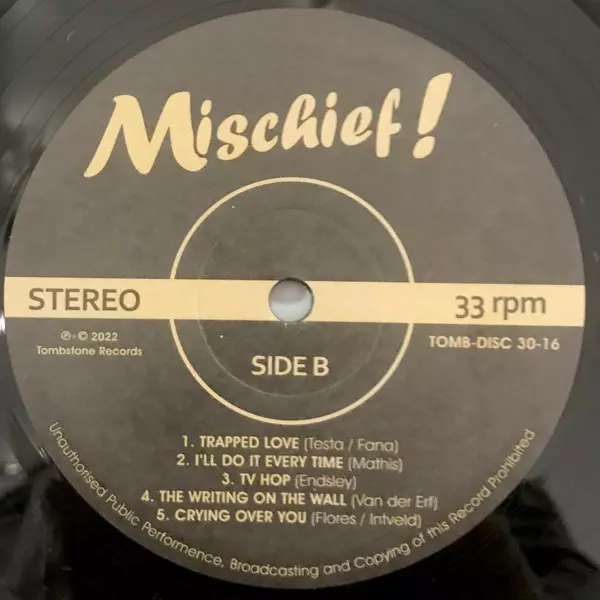 Mischief!
STEREO
33 rpm
℗·© 2022
Tombstone Records
TOMB-DISC 30-16
SIDE B
1. TRAPPED LOVE (Testa / Fana)
2. I'LL DO IT EVERY TIME (Mathis)
3. TV HOP (Endsley)
4. THE WRITING ON THE WALL (Van der Erf)
5. CRYING OVER YOU (Flores / Intveld)
Unauthorised Public Performence, Broadcasting and Copying of this Record Prohibited